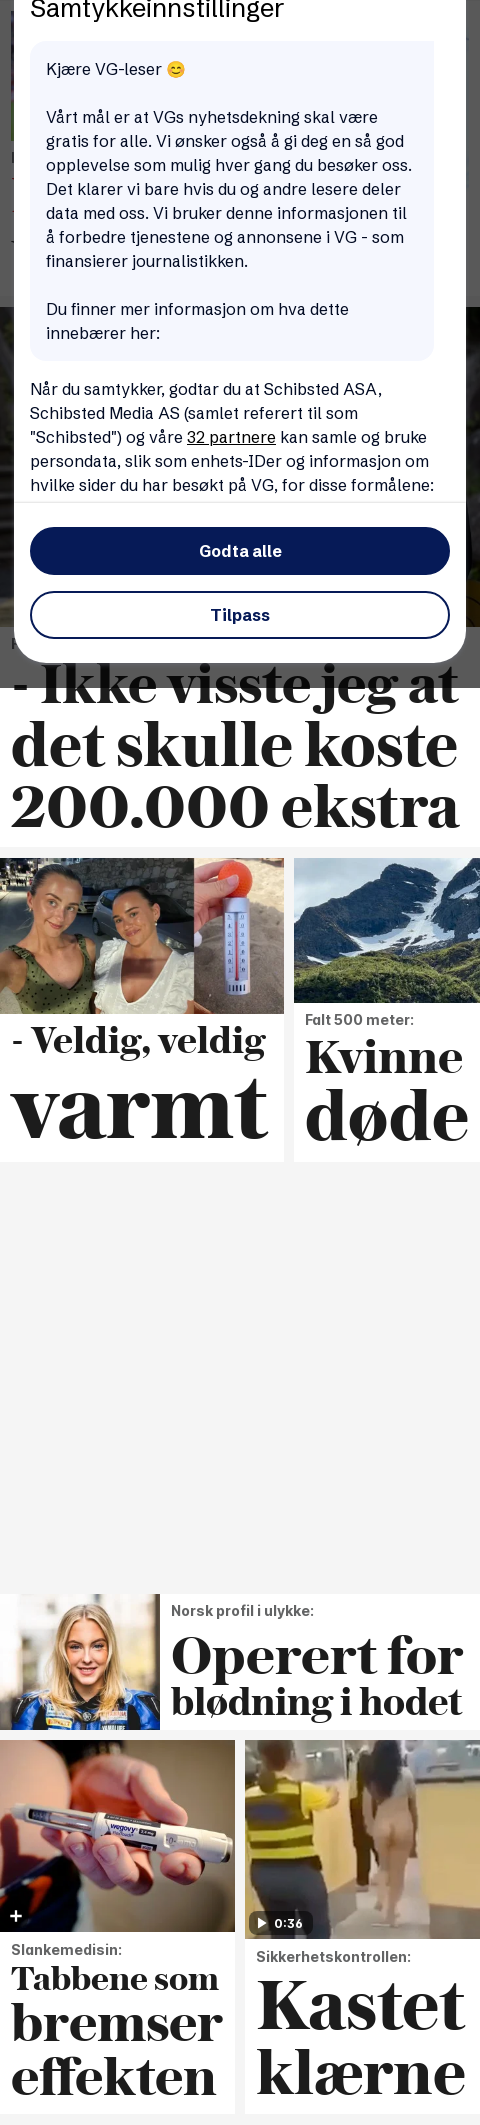 Samtykkeinnstillinger
Kjære VG-leser 😊
Vårt mål er at VGs nyhetsdekning skal være
gratis for alle. Vi ønsker også å gi deg en så god
opplevelse som mulig hver gang du besøker oss.
Det klarer vi bare hvis du og andre lesere deler
data med oss. Vi bruker denne informasjonen til
å forbedre tjenestene og annonsene i VG - som
finansierer journalistikken.
Du finner mer informasjon om hva dette
innebærer her:
Når du samtykker, godtar du at Schibsted ASA,
Schibsted Media AS (samlet referert til som
"Schibsted") og våre 32 partnere kan samle og bruke
persondata, slik som enhets-IDer og informasjon om
hvilke sider du har besøkt på VG, for disse formålene:
Godta alle
Tilpass
- Ikke visste jeg at
det skulle koste
200.000 ekstra
- Veldig, veldig
varmt
Falt 500 meter:
Kvinne
døde
Norsk profil i ulykke:
Operert for
blødning i hodet
wegovy
0:36
Slankemedisin:
Tabbene som
bremser
effekten
Sikkerhetskontrollen:
Kastet
klærne